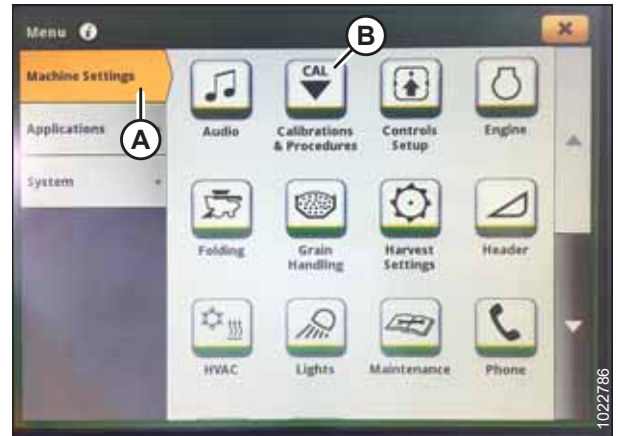 Menu i
B
Machine Settings
A
Applications
System +
Audio
CAL
Calibrations
& Procedures
Controls
Setup
Engine
Folding
Grain
Handling
Harvest
Settings
Header
HVAC
Lights
Maintenance
Phone
1022786